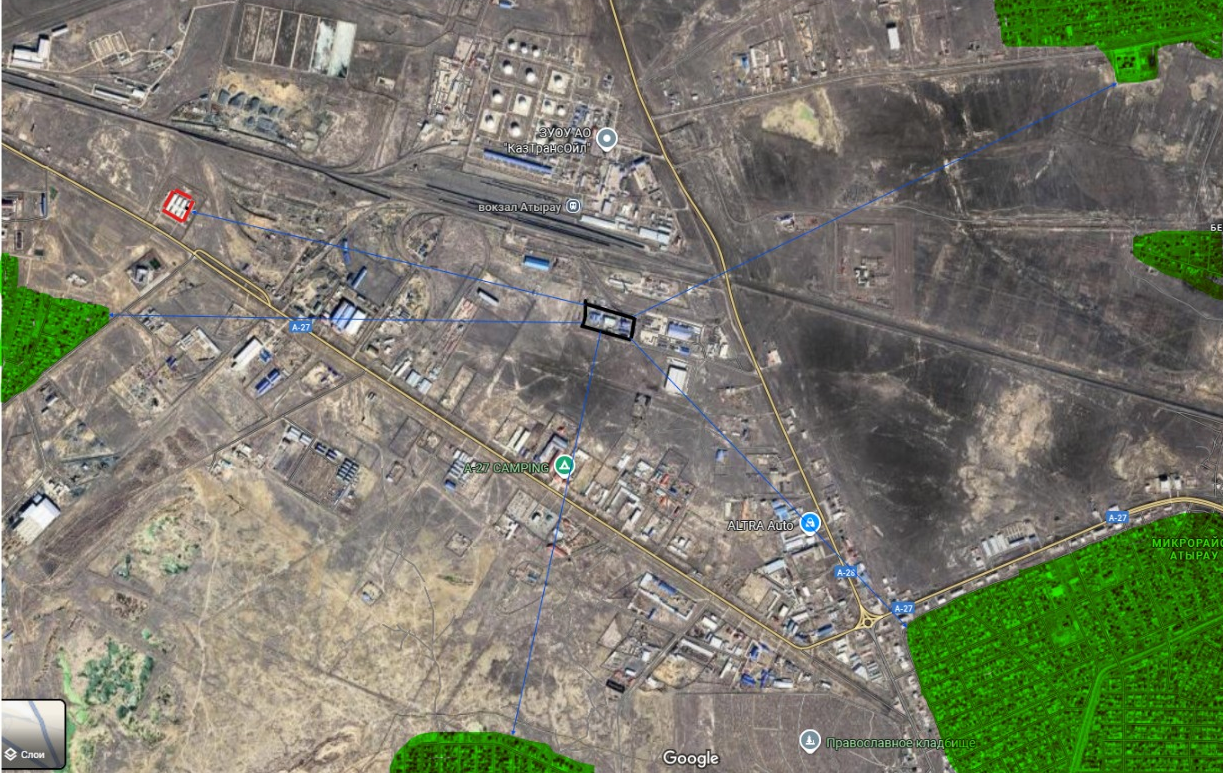 ЗУОУ АО
"КазТрансОйл"
вокзал Атырау
БЕ
А-27
А-27 CAMPING
ALTRA Auto
А-27
МИКРОРАЙО
АТЫРАУ
А-26
А-27
Православное кладбище
Слои
Google